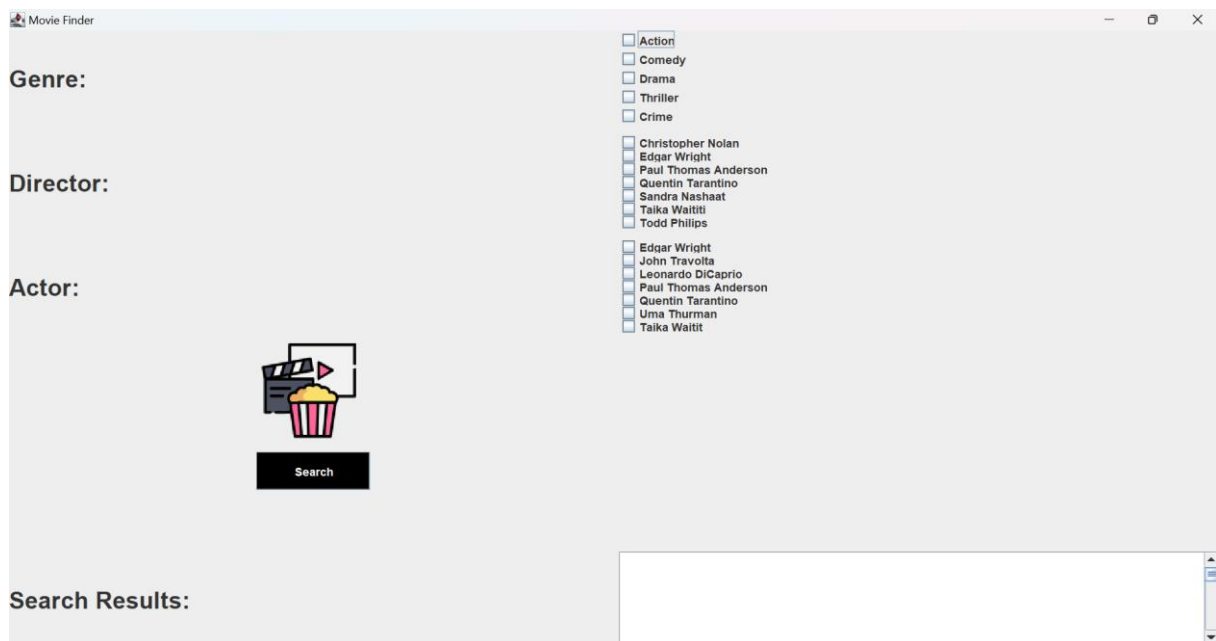 Movie Finder
Genre:
Action
Comedy
Drama
Thriller
Crime
Director:
Christopher Nolan
Edgar Wright
Paul Thomas Anderson
Quentin Tarantino
Sandra Nashaat
Taika Waititi
Todd Philips
Actor:
Edgar Wright
John Travolta
Leonardo DiCaprio
Paul Thomas Anderson
Quentin Tarantino
Uma Thurman
Taika Waitit
Search
Search Results: